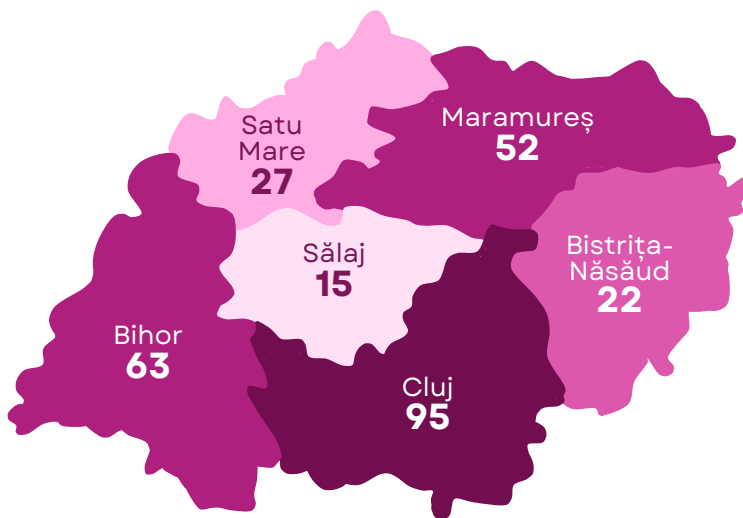 Satu
Mare
27
Maramureș
52
Sălaj
15
Bistrița-
Năsăud
22
Bihor
63
Cluj
95